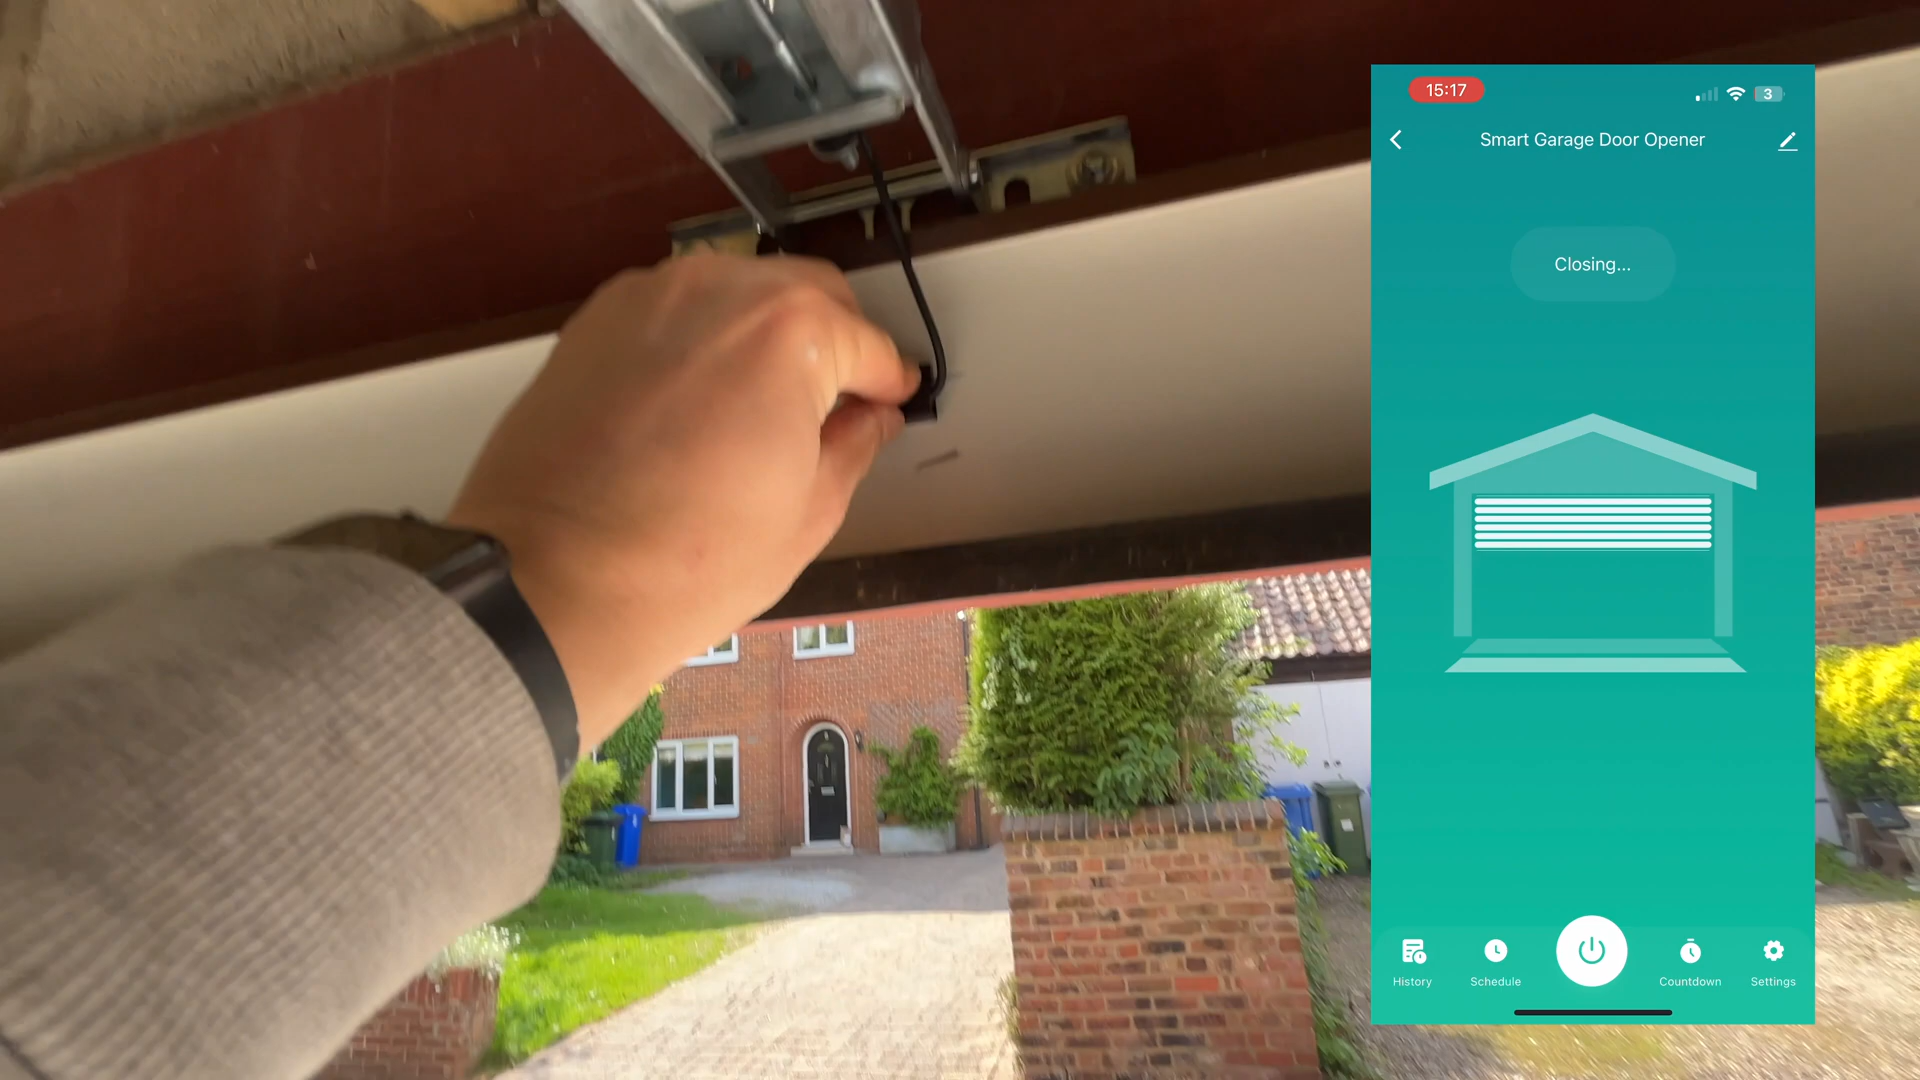 15:17
3
Smart Garage Door Opener
Closing...
History
Schedule
Countdown
Settings